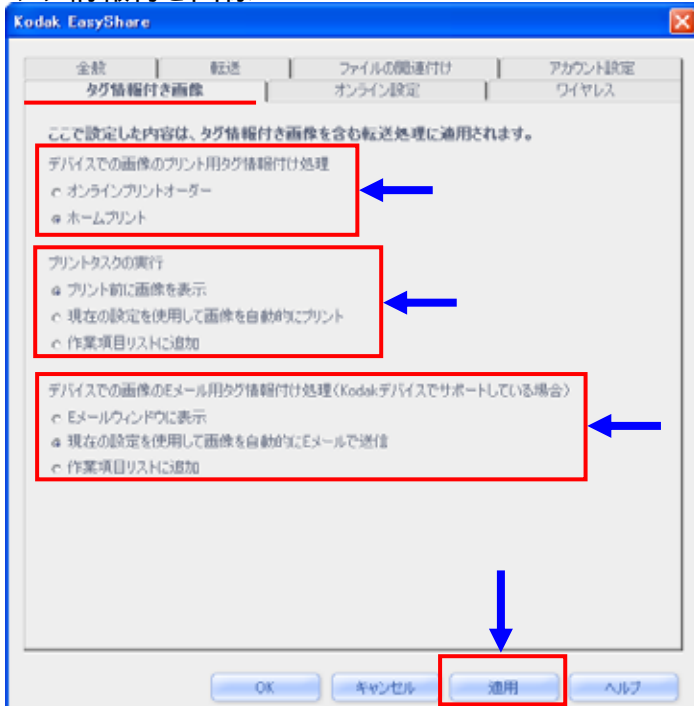 Kodak EasyShare
全般
転送
ファイルの関連付け
アカウント設定
タグ情報付き画像
オンライン設定
ワイヤレス
ここで設定した内容は、タグ情報付き画像を含む転送処理に適用されます。
デバイスでの画像のプリント用タグ情報付け処理
オンラインプリントオーダー
ホームプリント
プリントタスクの実行
プリント前に画像を表示
現在の設定を使用して画像を自動的にプリント
作業項目リストに追加
デバイスでの画像のEメール用タグ情報付け処理(Kodakデバイスでサポートしている場合)
Eメールウィンドウに表示
現在の設定を使用して画像を自動的にEメールで送信
作業項目リストに追加
OK
キャンセル
適用
ヘルプ